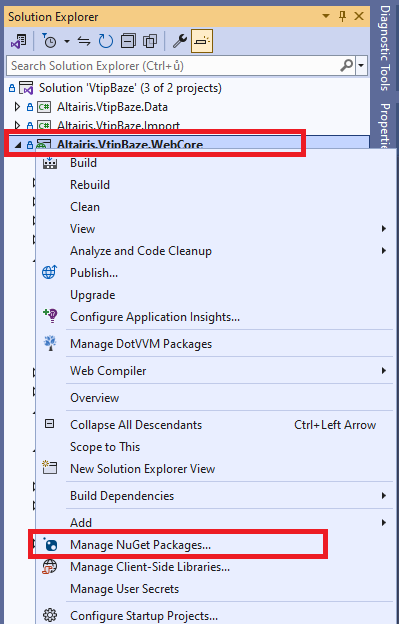 Solution Explorer
Search Solution Explorer (Ctrl+ů)
Solution 'VtipBaze' (3 of 2 projects)
Altairis.VtipBaze.Data
Altairis.VtipBaze.Import
Altairis.VtipBaze.WebCore
Build
Rebuild
Clean
View
Analyze and Code Cleanup
Publish...
Upgrade
Configure Application Insights...
Manage DotVVM Packages
Web Compiler
Overview
Collapse All Descendants Ctrl+Left Arrow
Scope to This
New Solution Explorer View
Build Dependencies
Add
Manage NuGet Packages...
Manage Client-Side Libraries...
Manage User Secrets
Configure Startup Projects...
Diagnostic Tools
Properties